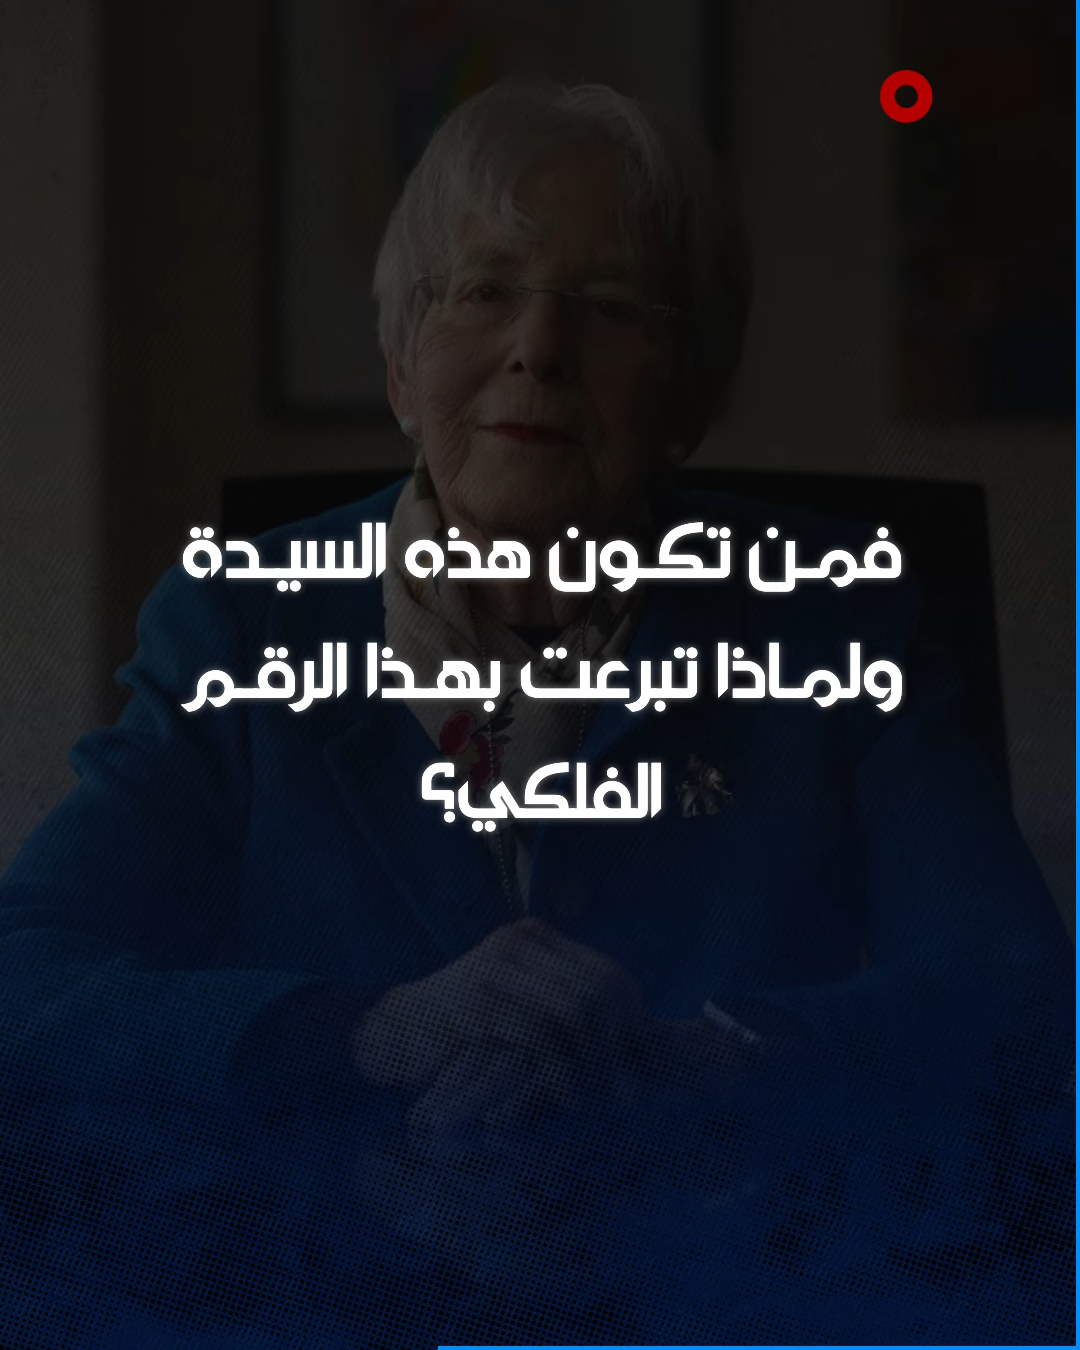 فمن تكون هذه السيدة
ولماذا تبرعت بهذا الرقم
الفلكي؟